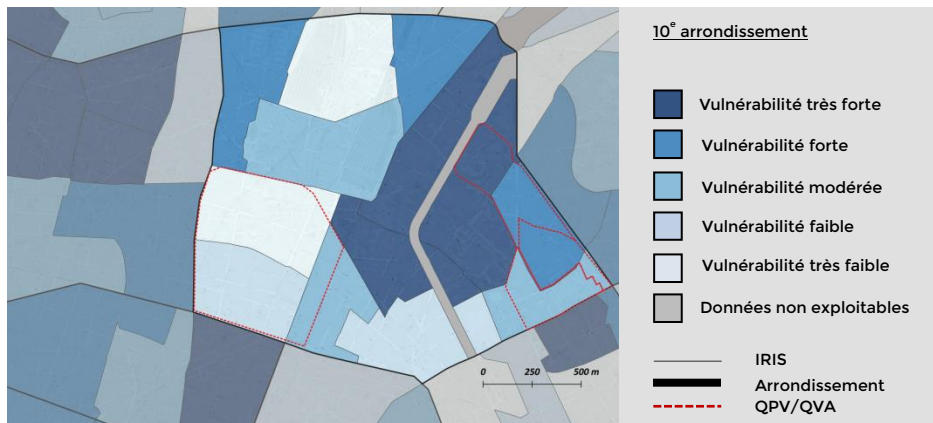 10e arrondissement
Vulnérabilité très forte
Vulnérabilité forte
Vulnérabilité modérée
Vulnérabilité faible
Vulnérabilité très faible
Données non exploitables
IRIS
Arrondissement
QPV/QVA
0 250 500 m